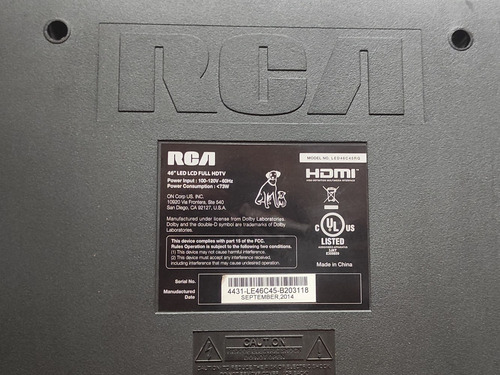 RCA
RCA
MODEL NO. LED46C45RQ
46" LED LCD FULL HDTV
Power Input : 100-120V~60Hz
Power Consumption : <73W
HDMI
ON Corp US, INC.
10920 Via Frontera, Ste 540
San Diego, CA 92127, U.S.A.
Manufactured under license from Dolby Laboratories.
Dolby and the double-D symbol are trademarks of Dolby
Laboratories.
C UL US
LISTED
This device complies with part 15 of the FCC.
Rules Operation is subject to the following two conditions.
(1) This device may not cause harmful interference.
(2) This device must accept any interference received,
including interference that may cause undesired operation.
Made in China
Serial No.
4431-LE46C45-B203118
Manufactured
Date
SEPTEMBER,2014
CAUTION